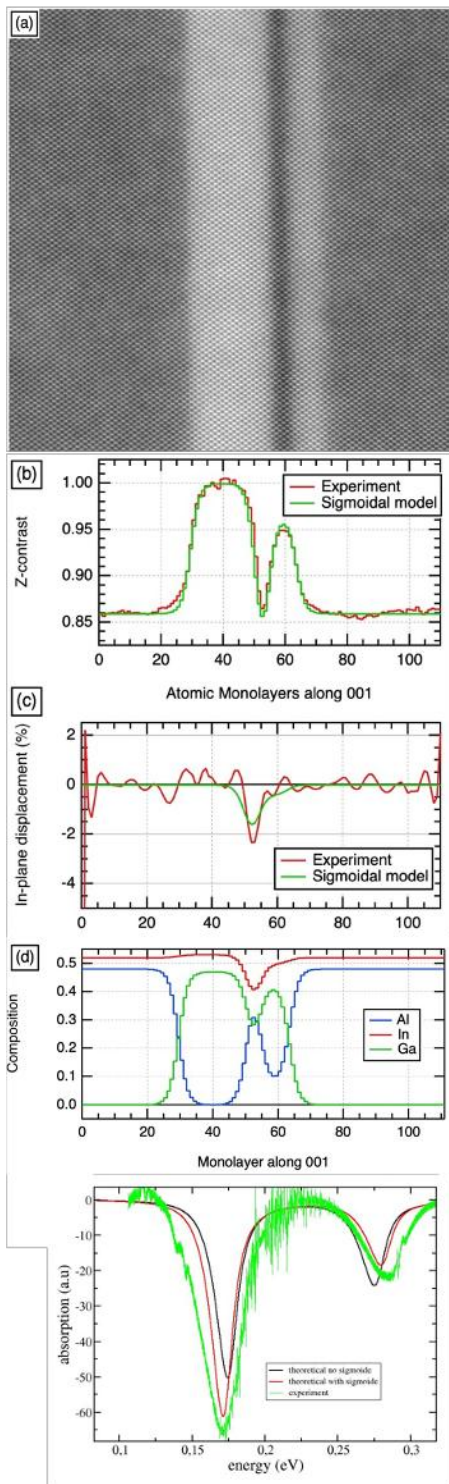 (a)
(b)
1.00
0.95
0.90
0.85
Z-contrast
Experiment
Sigmoidal model
0 20 40 60 80 100
Atomic Monolayers along 001
(c)
2
0
-2
-4
In-plane displacement (%)
Experiment
Sigmoidal model
0 20 40 60 80 100
(d)
0.5
0.4
0.3
0.2
0.1
0.0
Composition
Al
In
Ga
0 20 40 60 80 100
Monolayer along 001
0
-10
-20
-30
-40
-50
-60
absorption (a.u)
theoretical no sigmoide
theoretical with sigmoide
experiment
0,1 0,15 0,2 0,25 0,3
energy (eV)